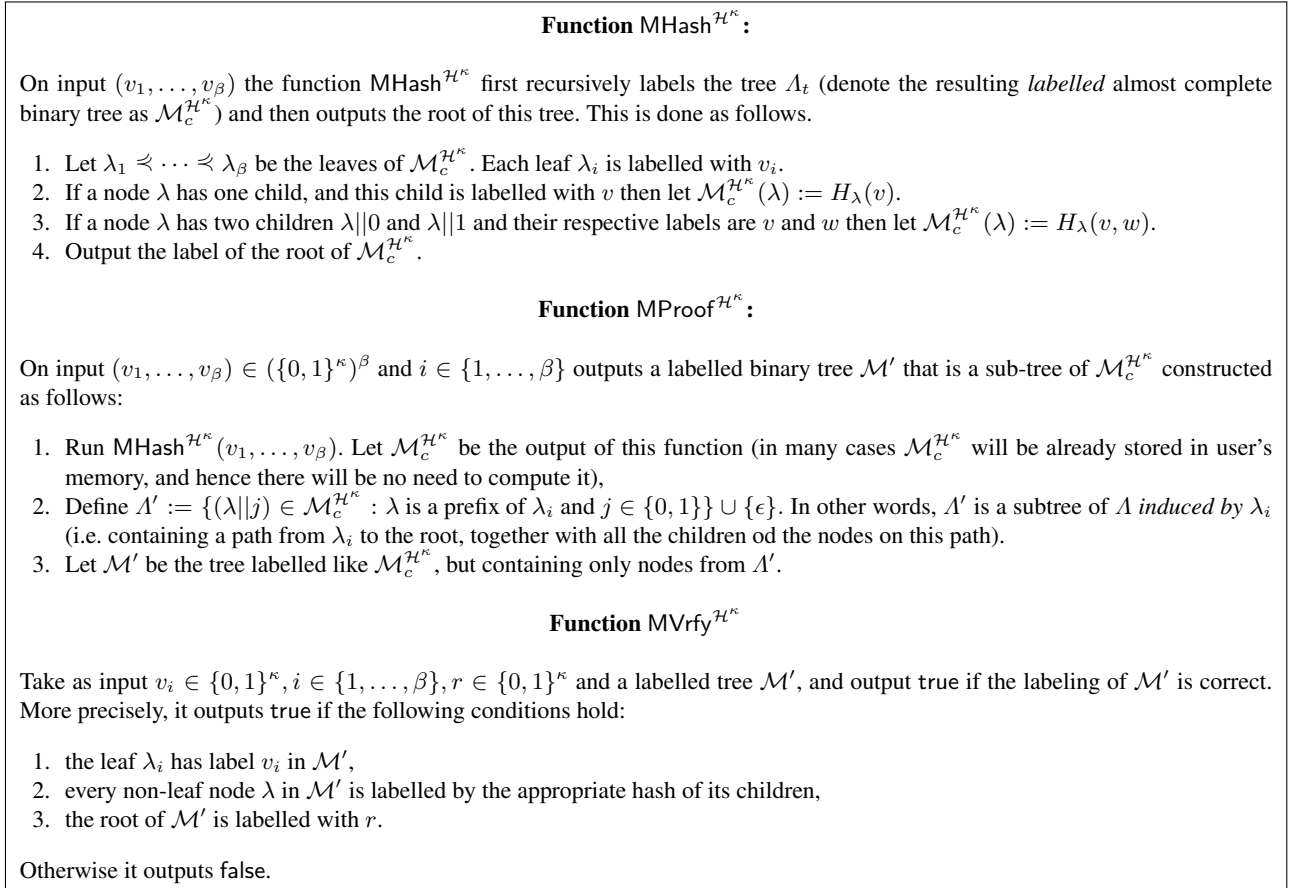 Function MHash^{𝓗^κ}:
On input (v₁, …, v_β) the function MHash^{𝓗^κ} first recursively labels the tree Λ_t (denote the resulting labelled almost complete
binary tree as 𝓜_c^{𝓗^κ}) and then outputs the root of this tree. This is done as follows.
1. Let λ₁ ≼ ⋯ ≼ λ_β be the leaves of 𝓜_c^{𝓗^κ}. Each leaf λ_i is labelled with v_i.
2. If a node λ has one child, and this child is labelled with v then let 𝓜_c^{𝓗^κ}(λ) := H_λ(v).
3. If a node λ has two children λ||0 and λ||1 and their respective labels are v and w then let 𝓜_c^{𝓗^κ}(λ) := H_λ(v, w).
4. Output the label of the root of 𝓜_c^{𝓗^κ}.
Function MProof^{𝓗^κ}:
On input (v₁, …, v_β) ∈ ({0, 1}^κ)^β and i ∈ {1, …, β} outputs a labelled binary tree 𝓜′ that is a sub-tree of 𝓜_c^{𝓗^κ} constructed
as follows:
1. Run MHash^{𝓗^κ}(v₁, …, v_β). Let 𝓜_c^{𝓗^κ} be the output of this function (in many cases 𝓜_c^{𝓗^κ} will be already stored in user's
memory, and hence there will be no need to compute it),
2. Define Λ′ := {(λ||j) ∈ 𝓜_c^{𝓗^κ} : λ is a prefix of λ_i and j ∈ {0, 1}} ∪ {ϵ}. In other words, Λ′ is a subtree of Λ induced by λ_i
(i.e. containing a path from λ_i to the root, together with all the children od the nodes on this path).
3. Let 𝓜′ be the tree labelled like 𝓜_c^{𝓗^κ}, but containing only nodes from Λ′.
Function MVrfy^{𝓗^κ}
Take as input v_i ∈ {0, 1}^κ, i ∈ {1, …, β}, r ∈ {0, 1}^κ and a labelled tree 𝓜′, and output true if the labeling of 𝓜′ is correct.
More precisely, it outputs true if the following conditions hold:
1. the leaf λ_i has label v_i in 𝓜′,
2. every non-leaf node λ in 𝓜′ is labelled by the appropriate hash of its children,
3. the root of 𝓜′ is labelled with r.
Otherwise it outputs false.